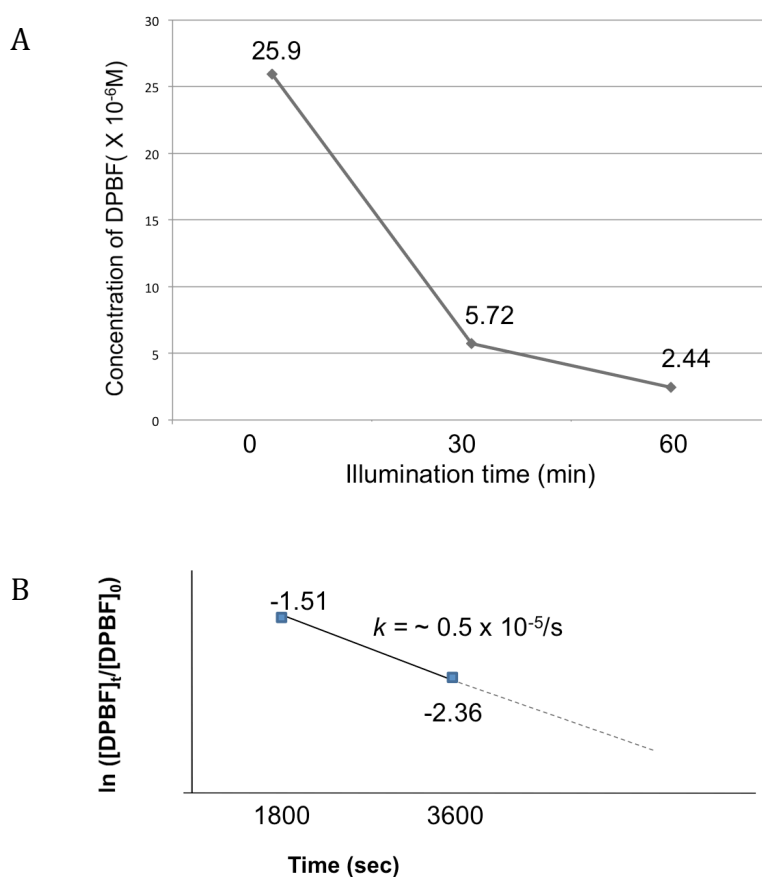 A
Concentration of DPBF( X 10⁻⁶M)
30
25
20
15
10
5
0
25.9
5.72
2.44
0 30 60
Illumination time (min)
B
ln ([DPBF]ₜ/[DPBF]₀)
-1.51
k = ~ 0.5 x 10⁻⁵/s
-2.36
1800 3600
Time (sec)